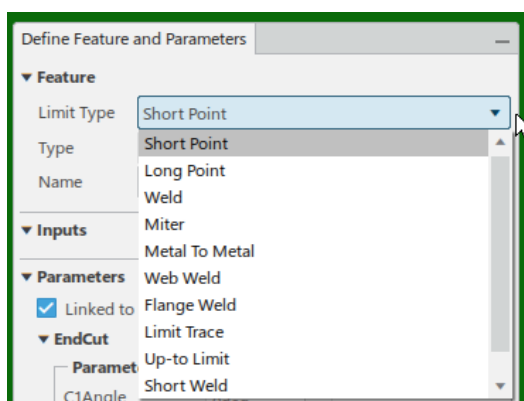 Define Feature and Parameters
Feature
Limit Type Short Point
Type
Name
Short Point
Long Point
Weld
Miter
Metal To Metal
Web Weld
Flange Weld
Limit Trace
Up-to Limit
Short Weld
Inputs
Parameters
Linked to
EndCut
Paramet
C1Angle